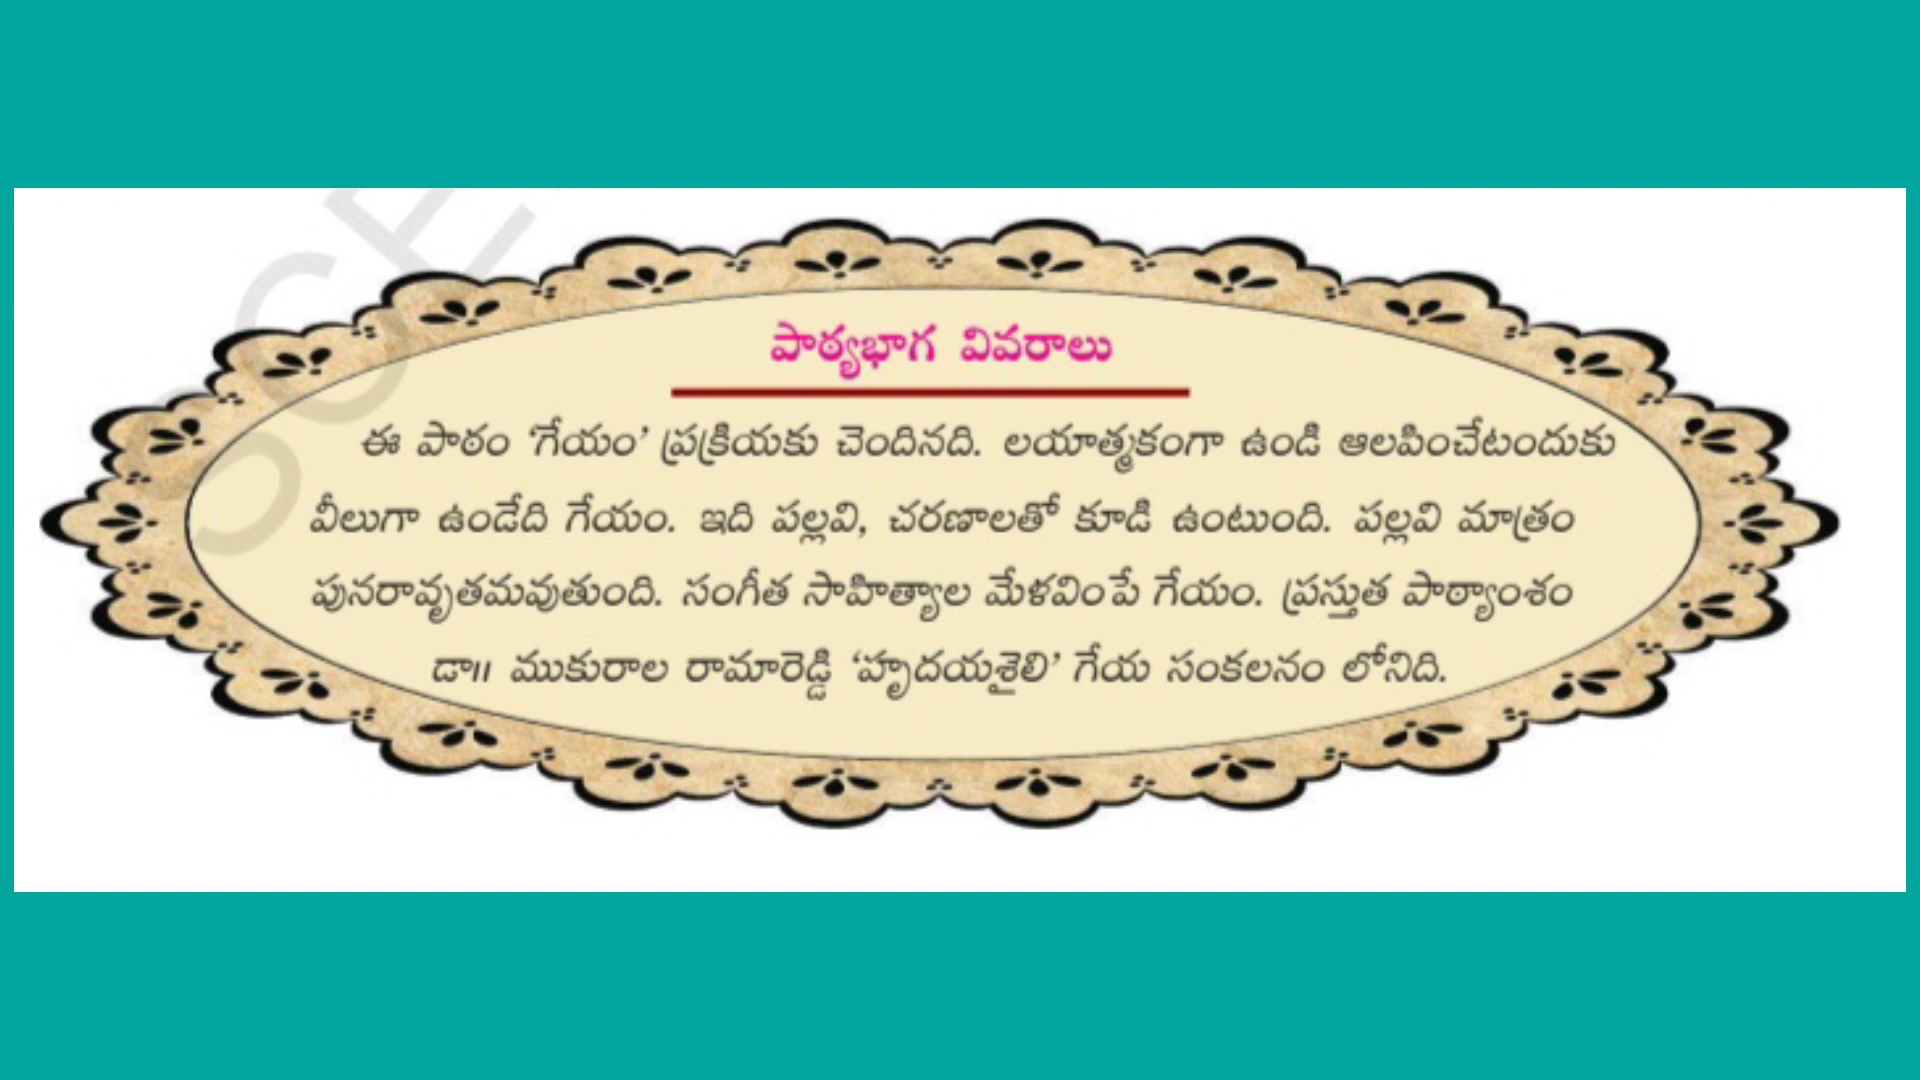 పాఠ్యభాగ వివరాలు
ఈ పాఠం ‘గేయం’ ప్రక్రియకు చెందినది. లయాత్మకంగా ఉండి ఆలపించేటందుకు
వీలుగా ఉండేది గేయం. ఇది పల్లవి, చరణాలతో కూడి ఉంటుంది. పల్లవి మాత్రం
పునరావృతమవుతుంది. సంగీత సాహిత్యాల మేళవింపే గేయం. ప్రస్తుత పాఠ్యాంశం
డా॥ ముకురాల రామారెడ్డి ‘హృదయశైలి’ గేయ సంకలనం లోనిది.